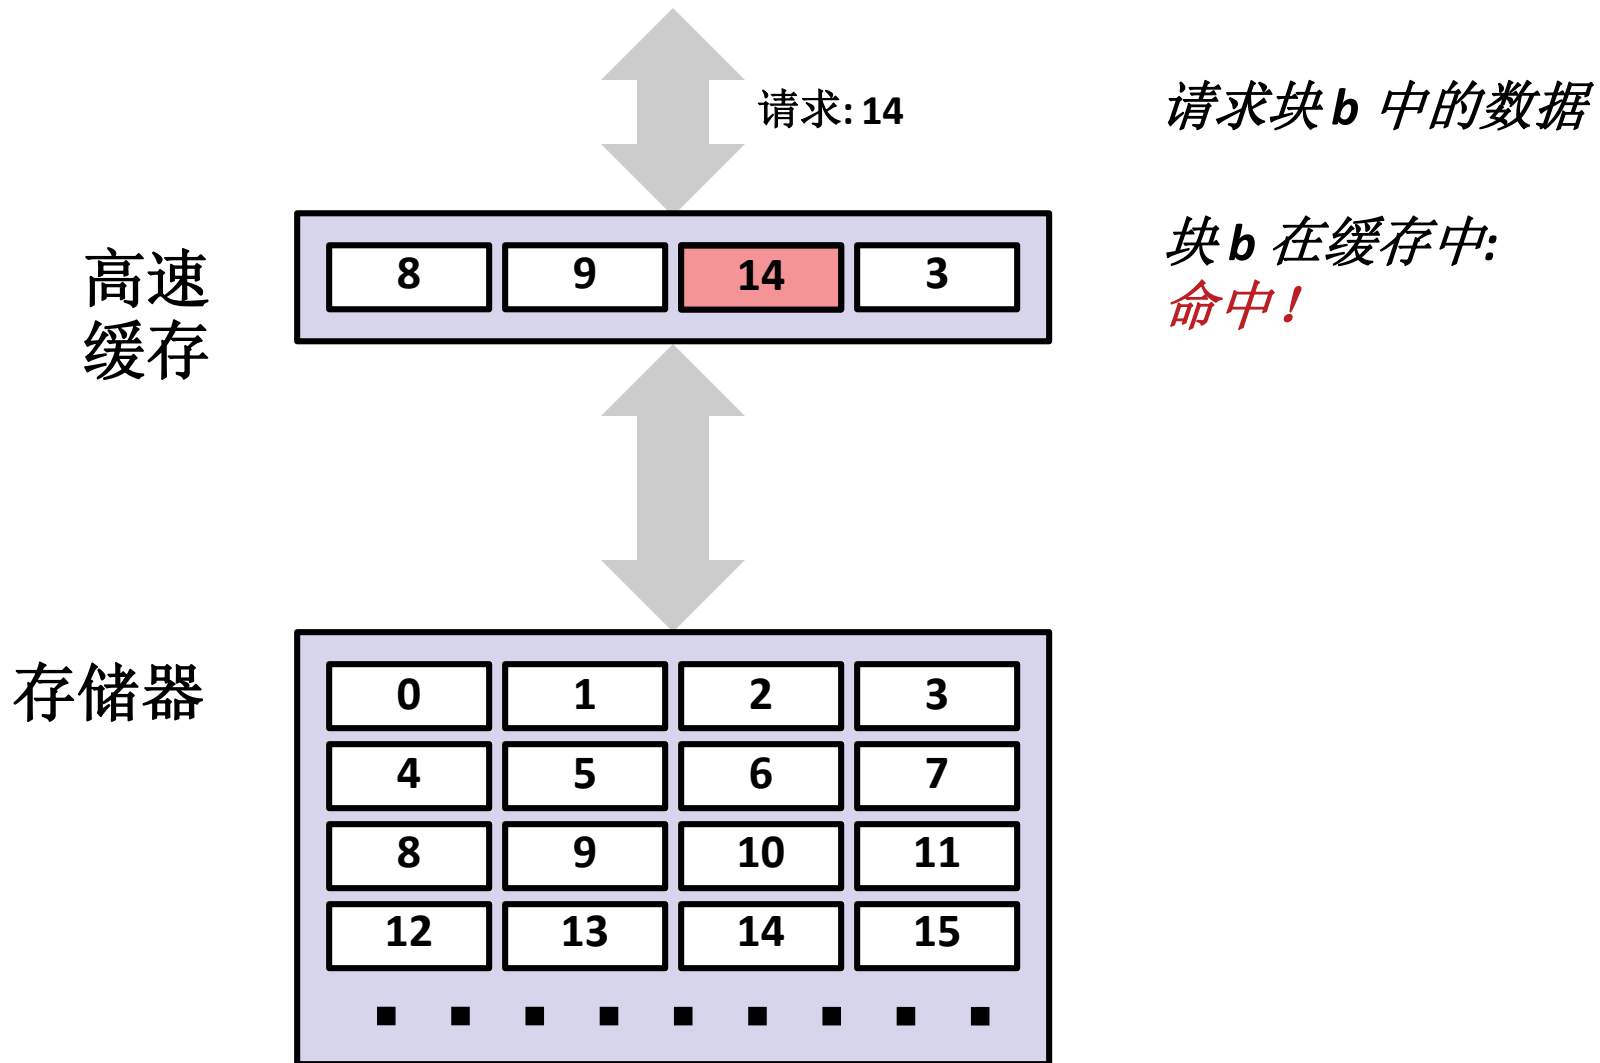 请求: 14
请求块 b 中的数据
高速
缓存
8 9 14 3
块 b 在缓存中:
命中！
存储器
0 1 2 3
4 5 6 7
8 9 10 11
12 13 14 15